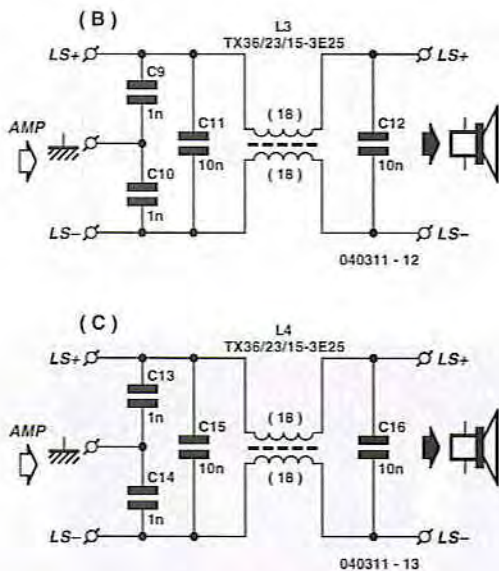 ( B )
L3
TX36/23/15-3E25
LS+
LS+
C9
1n
C11
10n
( 18 )
( 18 )
C12
10n
AMP
C10
1n
LS–
LS–
040311 - 12
( C )
L4
TX36/23/15-3E25
LS+
LS+
C13
1n
C15
10n
( 18 )
( 18 )
C16
10n
AMP
C14
1n
LS–
LS–
040311 - 13